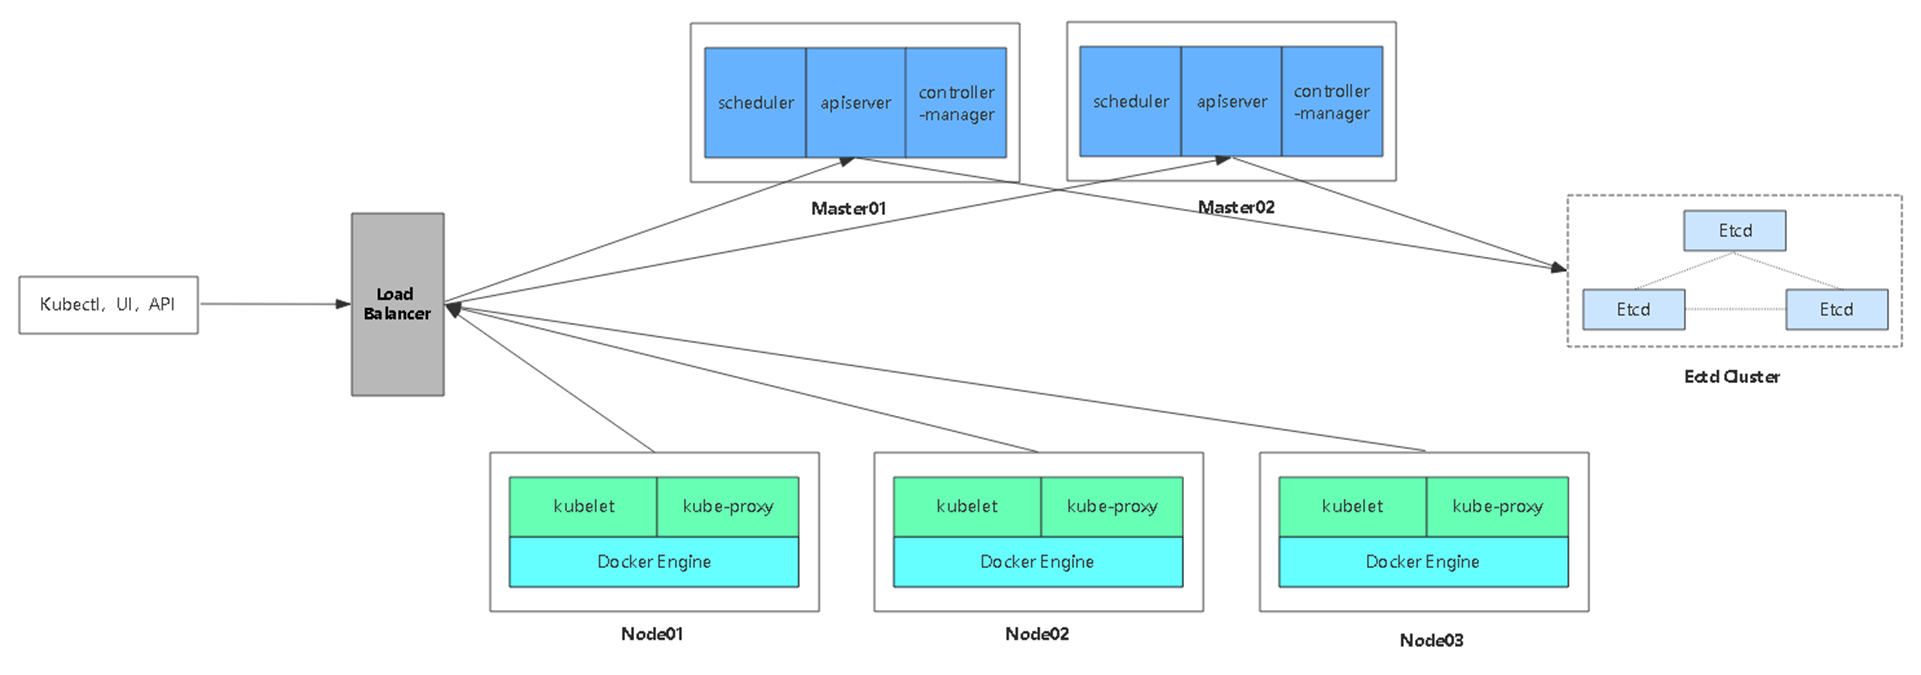 scheduler
apiserver
controller
-manager
scheduler
apiserver
controller
-manager
Master01
Master02
Etcd
Etcd
Etcd
Ectd Cluster
Kubectl, UI, API
Load
Balancer
kubelet
kube-proxy
Docker Engine
Node01
kubelet
kube-proxy
Docker Engine
Node02
kubelet
kube-proxy
Docker Engine
Node03